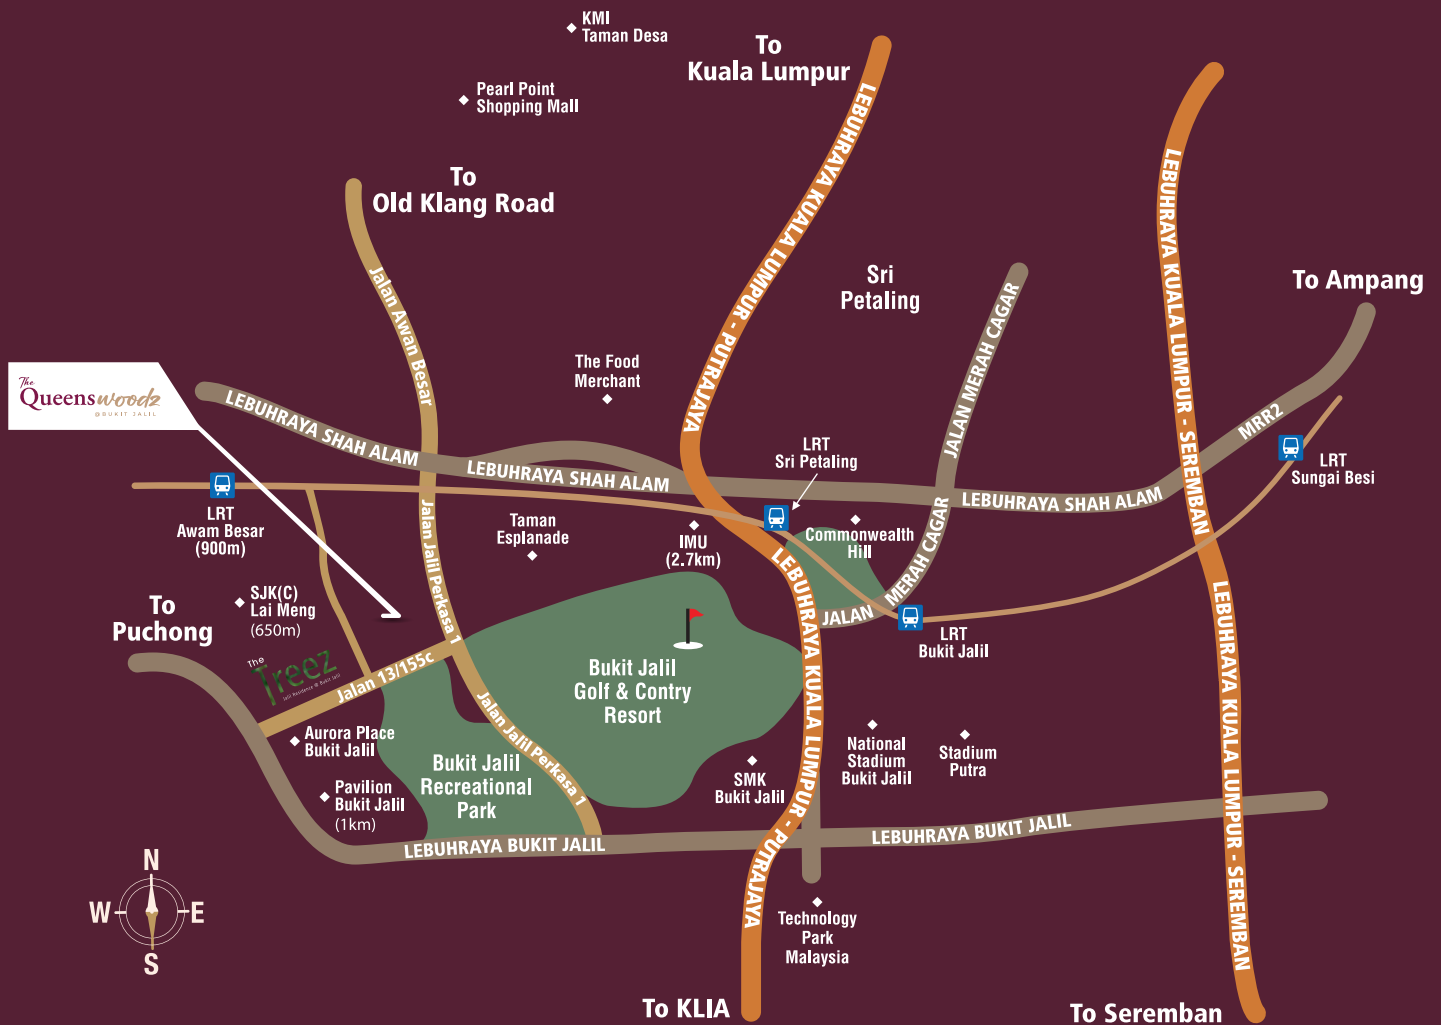 KMI
Taman Desa
To
Kuala Lumpur
Pearl Point
Shopping Mall
To
Old Klang Road
LEBUHRAYA KUALA LUMPUR - PUTRAJAYA
LEBUHRAYA KUALA LUMPUR - SEREMBAN
Sri
Petaling
To Ampang
Jalan Awan Besar
JALAN MERAH CAGAR
The Food
Merchant
The
Queenswoodz
@BUKIT JALIL
LEBUHRAYA SHAH ALAM
LEBUHRAYA SHAH ALAM
LEBUHRAYA SHAH ALAM
MRR2
LRT
Sri Petaling
LRT
Sungai Besi
LRT
Awam Besar
(900m)
Jalan Jalil Perkasa 1
Taman
Esplanade
IMU
(2.7km)
Commonwealth
Hill
JALAN MERAH CAGAR
SJK(C)
Lai Meng
(650m)
To
Puchong
LRT
Bukit Jalil
The
Treez
Jalil Residence @ Bukit Jalil
Jalan 13/155c
Bukit Jalil
Golf & Contry
Resort
LEBUHRAYA KUALA LUMPUR - PUTRAJAYA
LEBUHRAYA KUALA LUMPUR - SEREMBAN
Jalan Jalil Perkasa 1
Aurora Place
Bukit Jalil
Bukit Jalil
Recreational
Park
Pavilion
Bukit Jalil
(1km)
SMK
Bukit Jalil
National
Stadium
Bukit Jalil
Stadium
Putra
LEBUHRAYA BUKIT JALIL
LEBUHRAYA BUKIT JALIL
N
W
E
S
Technology
Park
Malaysia
To KLIA
To Seremban